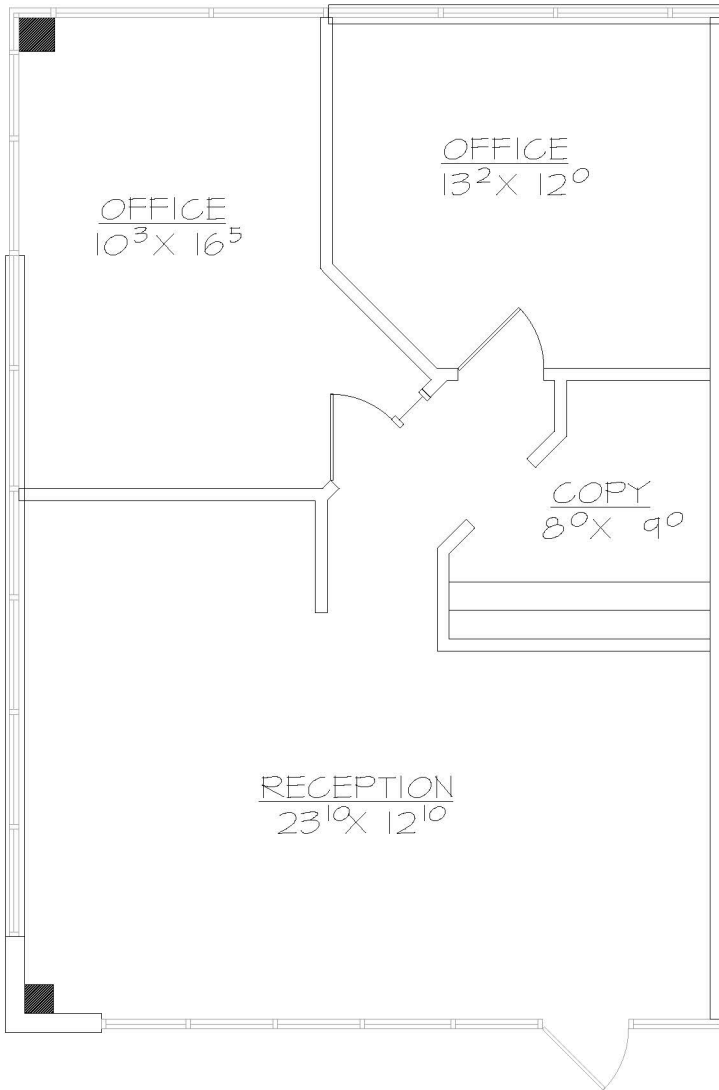 OFFICE
13² X 12⁰
OFFICE
10³ X 16⁵
COPY
8⁰ X 9⁰
RECEPTION
23¹⁰ X 12¹⁰